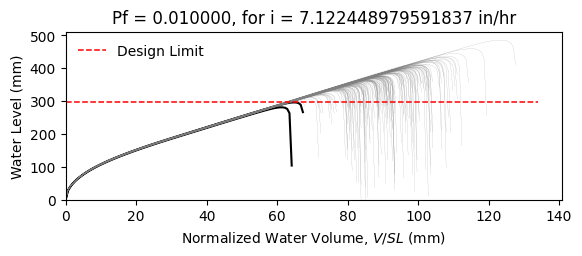 Pf = 0.010000, for i = 7.122448979591837 in/hr
500
400
300
200
100
0
Water Level (mm)
Design Limit
0 20 40 60 80 100 120 140
Normalized Water Volume, V/SL (mm)